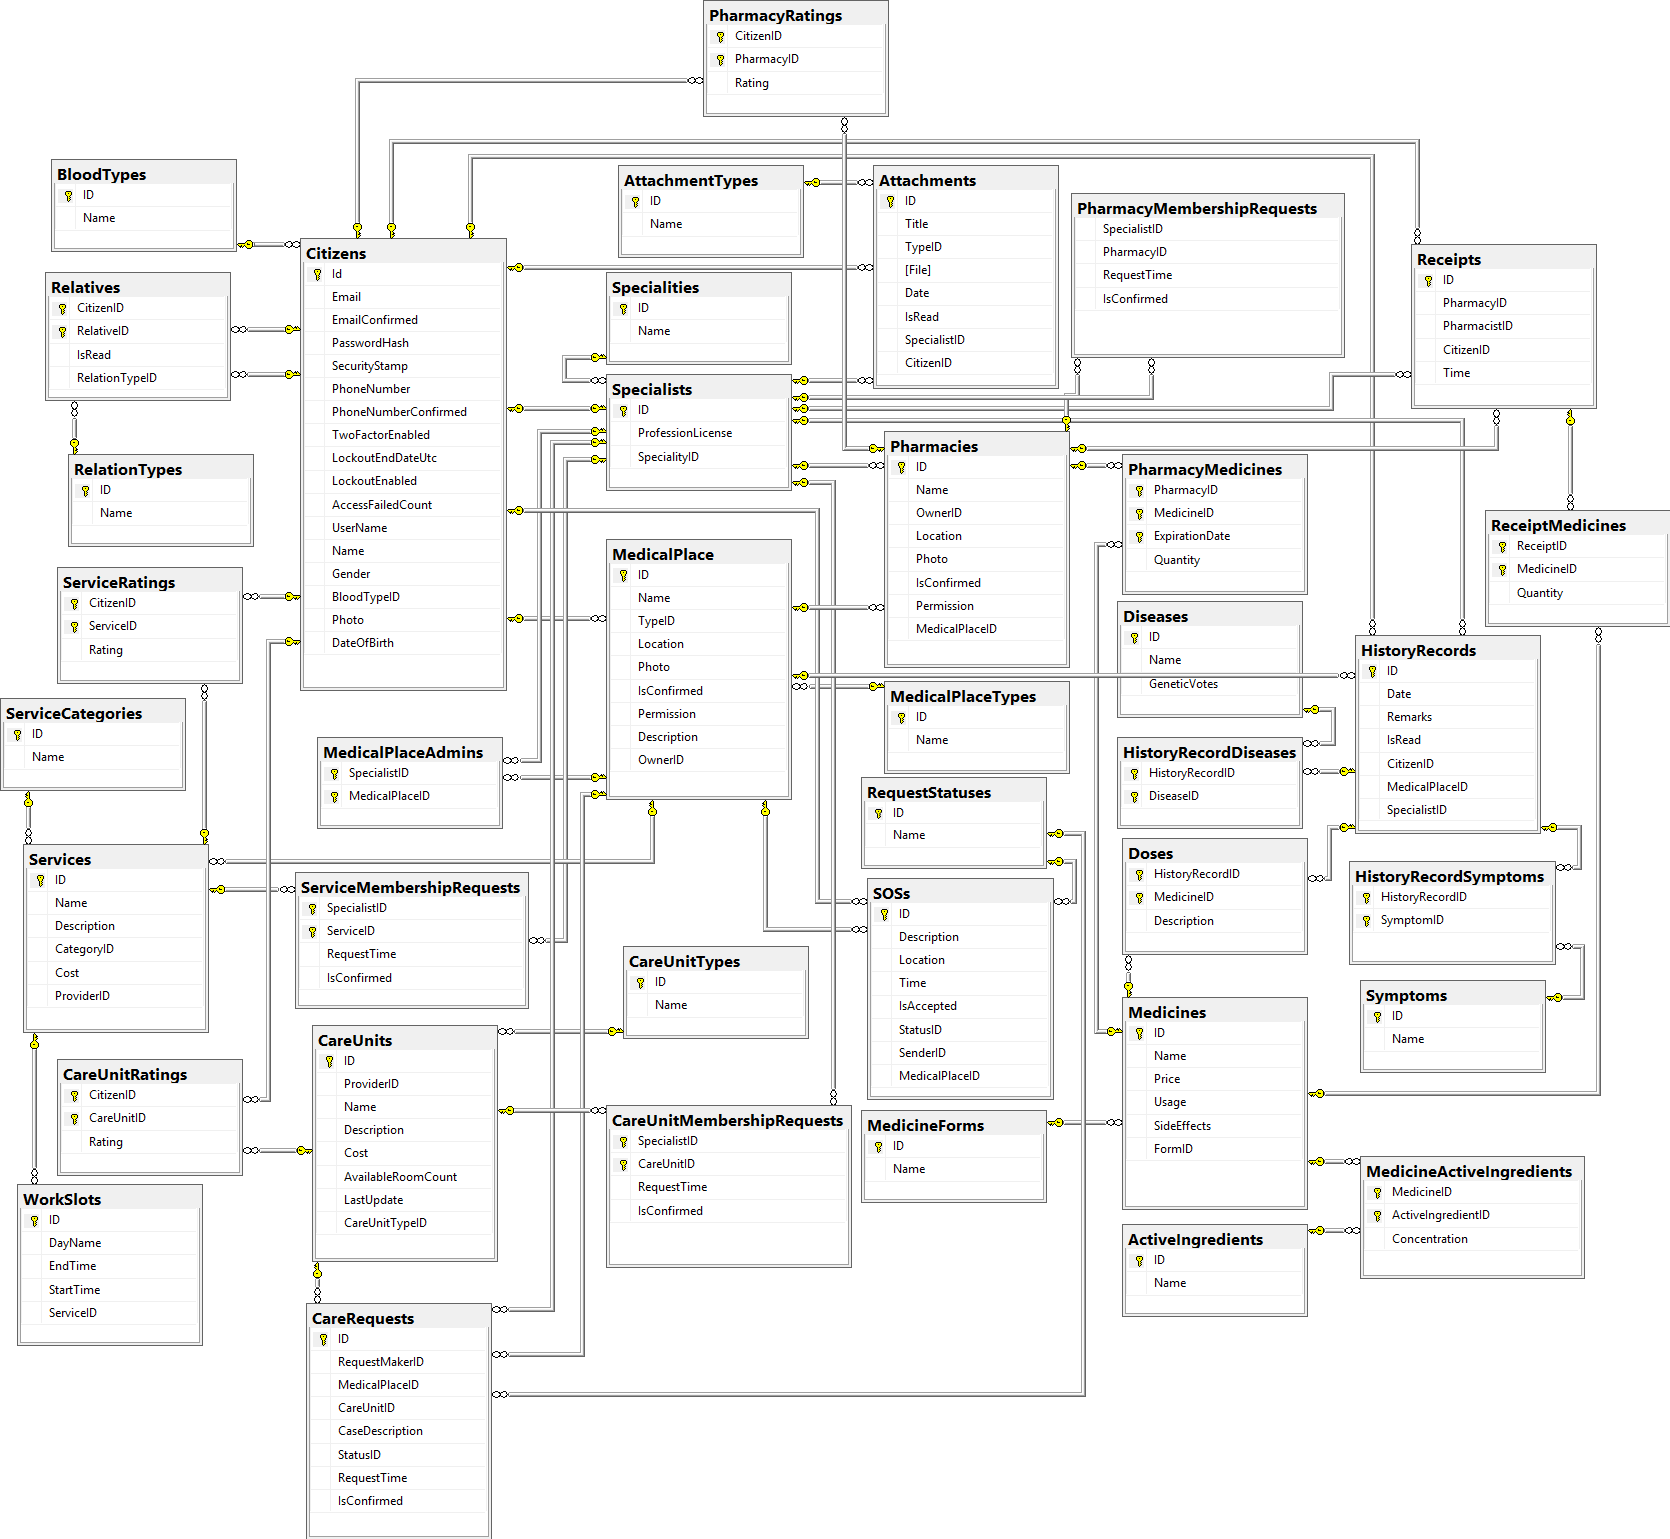 PharmacyRatings
CitizenID
PharmacyID
Rating
BloodTypes
ID
Name
AttachmentTypes
ID
Name
Attachments
ID
Title
TypeID
[File]
Date
IsRead
SpecialistID
CitizenID
PharmacyMembershipRequests
SpecialistID
PharmacyID
RequestTime
IsConfirmed
Receipts
ID
PharmacyID
PharmacistID
CitizenID
Time
Citizens
Id
Email
EmailConfirmed
PasswordHash
SecurityStamp
PhoneNumber
PhoneNumberConfirmed
TwoFactorEnabled
LockoutEndDateUtc
LockoutEnabled
AccessFailedCount
UserName
Name
Gender
BloodTypeID
Photo
DateOfBirth
Relatives
CitizenID
RelativeID
IsRead
RelationTypeID
Specialities
ID
Name
Specialists
ID
ProfessionLicense
SpecialityID
RelationTypes
ID
Name
Pharmacies
ID
Name
OwnerID
Location
Photo
IsConfirmed
Permission
MedicalPlaceID
PharmacyMedicines
PharmacyID
MedicineID
ExpirationDate
Quantity
ReceiptMedicines
ReceiptID
MedicineID
Quantity
MedicalPlace
ID
Name
TypeID
Location
Photo
IsConfirmed
Permission
Description
OwnerID
ServiceRatings
CitizenID
ServiceID
Rating
Diseases
ID
Name
GeneticVotes
HistoryRecords
ID
Date
Remarks
IsRead
CitizenID
MedicalPlaceID
SpecialistID
ServiceCategories
ID
Name
MedicalPlaceTypes
ID
Name
MedicalPlaceAdmins
SpecialistID
MedicalPlaceID
HistoryRecordDiseases
HistoryRecordID
DiseaseID
RequestStatuses
ID
Name
Services
ID
Name
Description
CategoryID
Cost
ProviderID
ServiceMembershipRequests
SpecialistID
ServiceID
RequestTime
IsConfirmed
SOSs
ID
Description
Location
Time
IsAccepted
StatusID
SenderID
MedicalPlaceID
Doses
HistoryRecordID
MedicineID
Description
HistoryRecordSymptoms
HistoryRecordID
SymptomID
CareUnitTypes
ID
Name
Symptoms
ID
Name
Medicines
ID
Name
Price
Usage
SideEffects
FormID
CareUnits
ID
ProviderID
Name
Description
Cost
AvailableRoomCount
LastUpdate
CareUnitTypeID
CareUnitRatings
CitizenID
CareUnitID
Rating
CareUnitMembershipRequests
SpecialistID
CareUnitID
RequestTime
IsConfirmed
MedicineForms
ID
Name
MedicineActiveIngredients
MedicineID
ActiveIngredientID
Concentration
WorkSlots
ID
DayName
EndTime
StartTime
ServiceID
ActiveIngredients
ID
Name
CareRequests
ID
RequestMakerID
MedicalPlaceID
CareUnitID
CaseDescription
StatusID
RequestTime
IsConfirmed